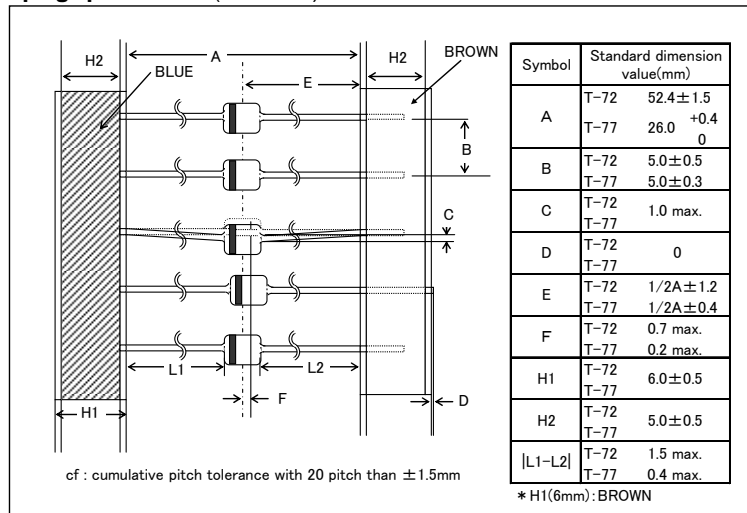 H2
A
H2
BROWN
BLUE
E
B
C
L1
L2
F
D
H1
cf : cumulative pitch tolerance with 20 pitch than ±1.5mm
Symbol Standard dimension value(mm)
A T-72 52.4±1.5
T-77 26.0 +0.4 0
B T-72 5.0±0.5
T-77 5.0±0.3
C T-72 1.0 max.
T-77
D T-72 0
T-77
E T-72 1/2A±1.2
T-77 1/2A±0.4
F T-72 0.7 max.
T-77 0.2 max.
H1 T-72 6.0±0.5
T-77
H2 T-72 5.0±0.5
T-77
|L1-L2| T-72 1.5 max.
T-77 0.4 max.
*H1(6mm):BROWN